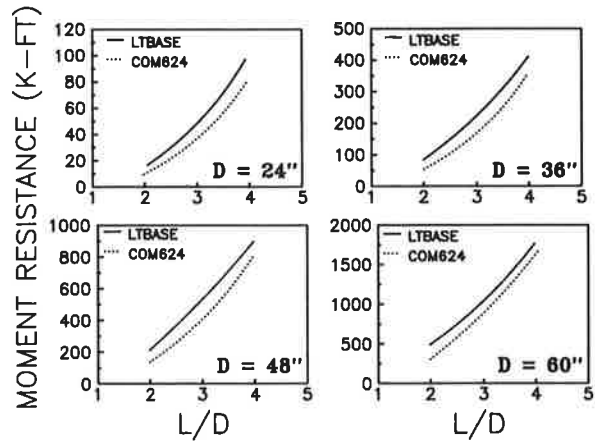 MOMENT RESISTANCE (K-FT)
120
100
80
60
40
20
0
LTBASE
COM624
D = 24"
1 2 3 4 5
500
400
300
200
100
0
LTBASE
COM624
D = 36"
1 2 3 4 5
1000
800
600
400
200
0
LTBASE
COM624
D = 48"
1 2 3 4 5
L/D
2000
1500
1000
500
0
LTBASE
COM624
D = 60"
1 2 3 4 5
L/D